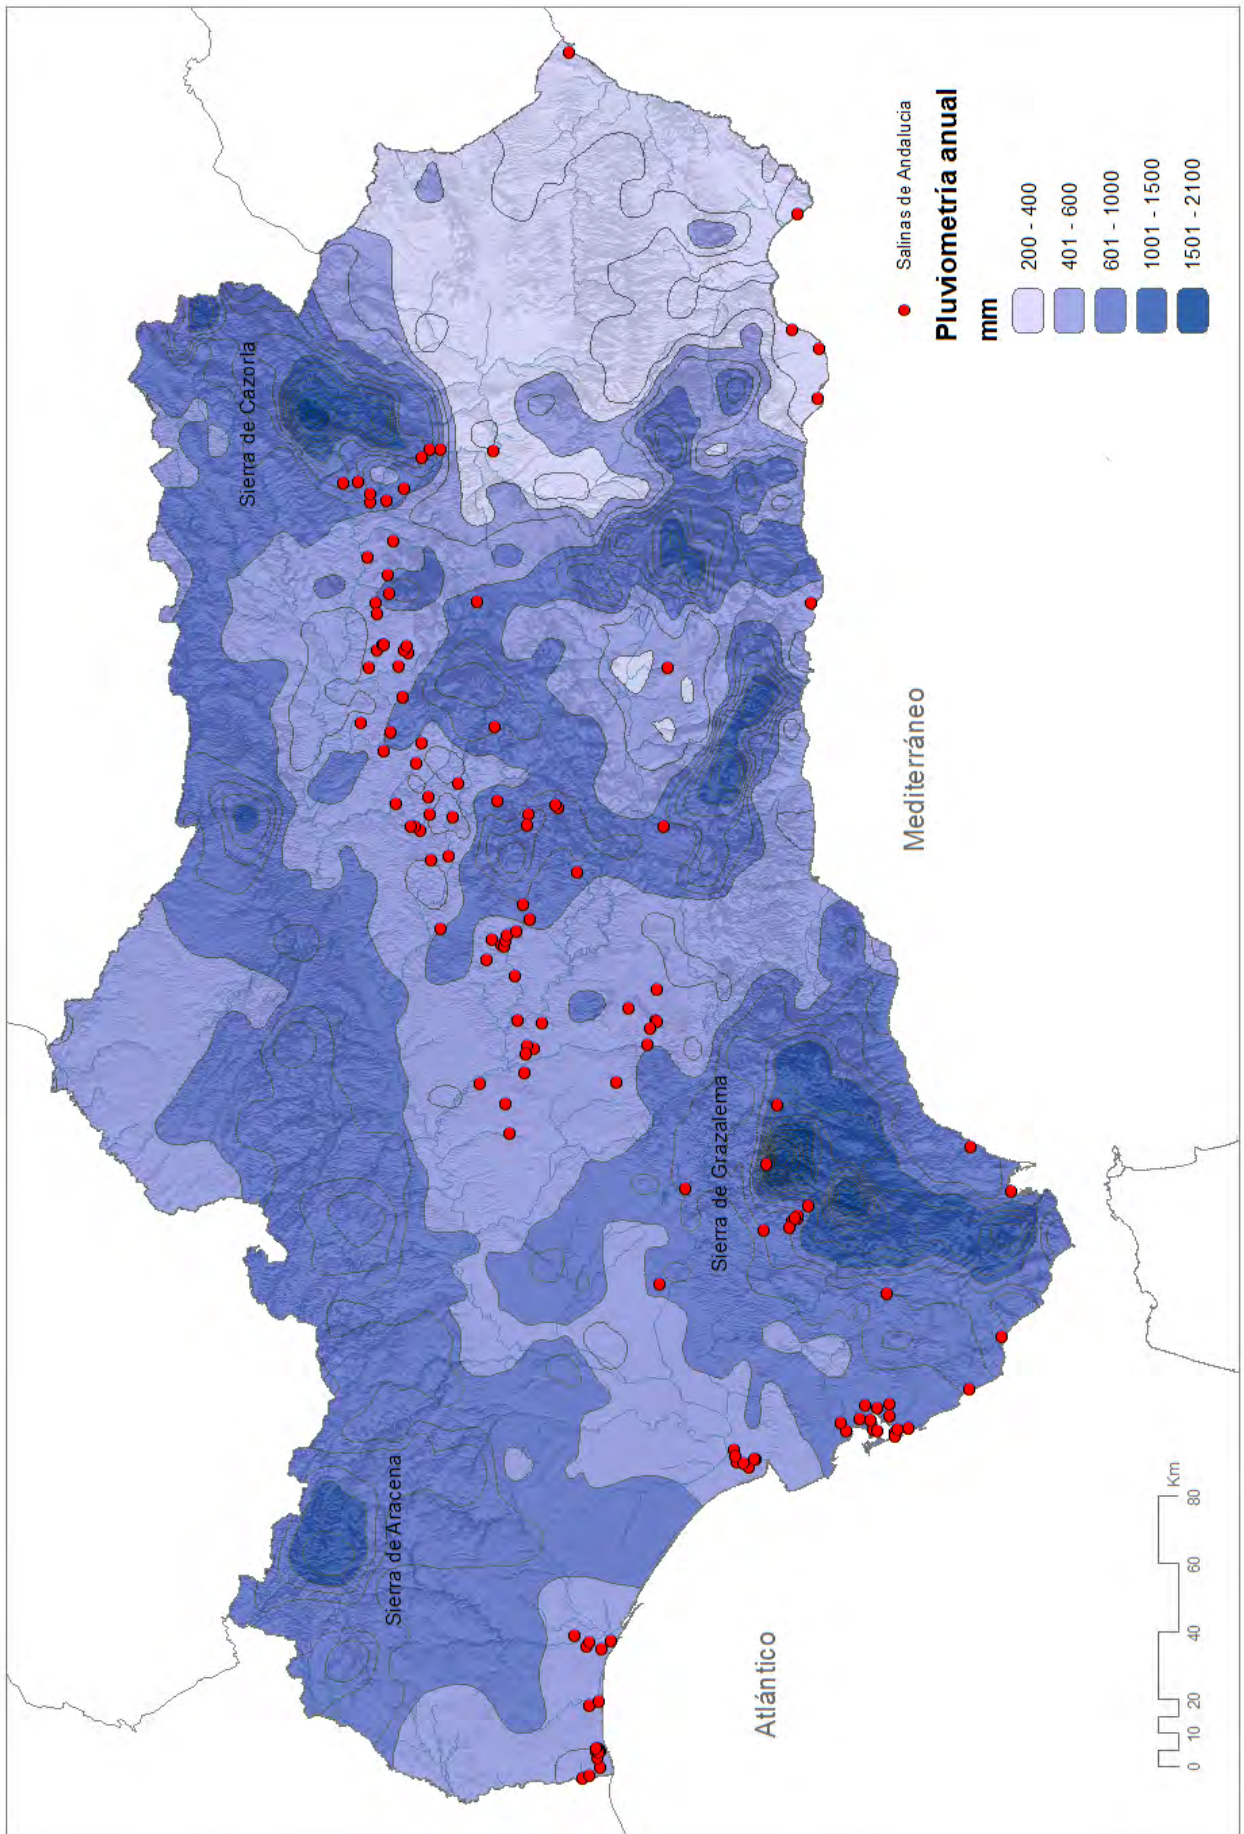 Sierra de Cazorla
Sierra de Aracena
Sierra de Grazalema
Atlántico
Mediterráneo
Salinas de Andalucia
Pluviometría anual
mm
200 - 400
401 - 600
601 - 1000
1001 - 1500
1501 - 2100
Km
0 10 20 40 60 80